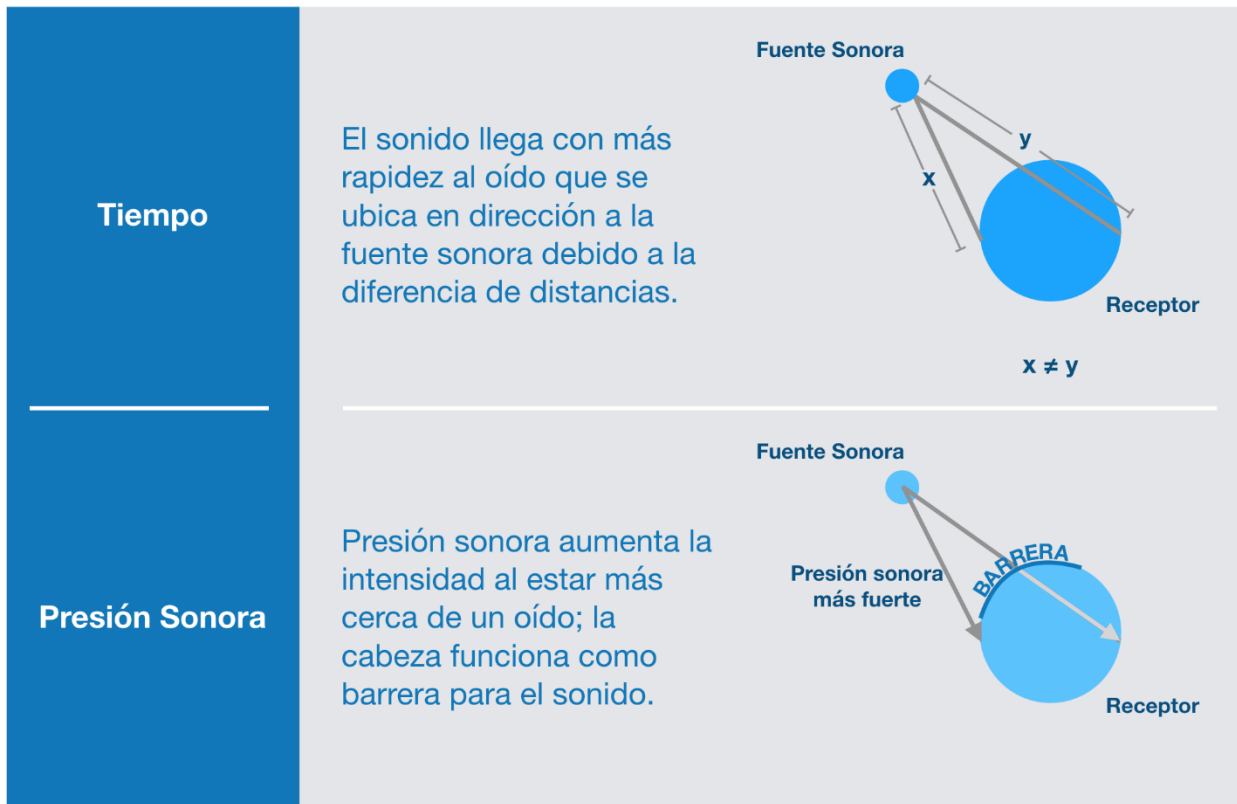 Tiempo
El sonido llega con más
rapidez al oído que se
ubica en dirección a la
fuente sonora debido a la
diferencia de distancias.
Fuente Sonora
y
x
Receptor
x ≠ y
Presión Sonora
Presión sonora aumenta la
intensidad al estar más
cerca de un oído; la
cabeza funciona como
barrera para el sonido.
Fuente Sonora
BARRERA
Presión sonora
más fuerte
Receptor